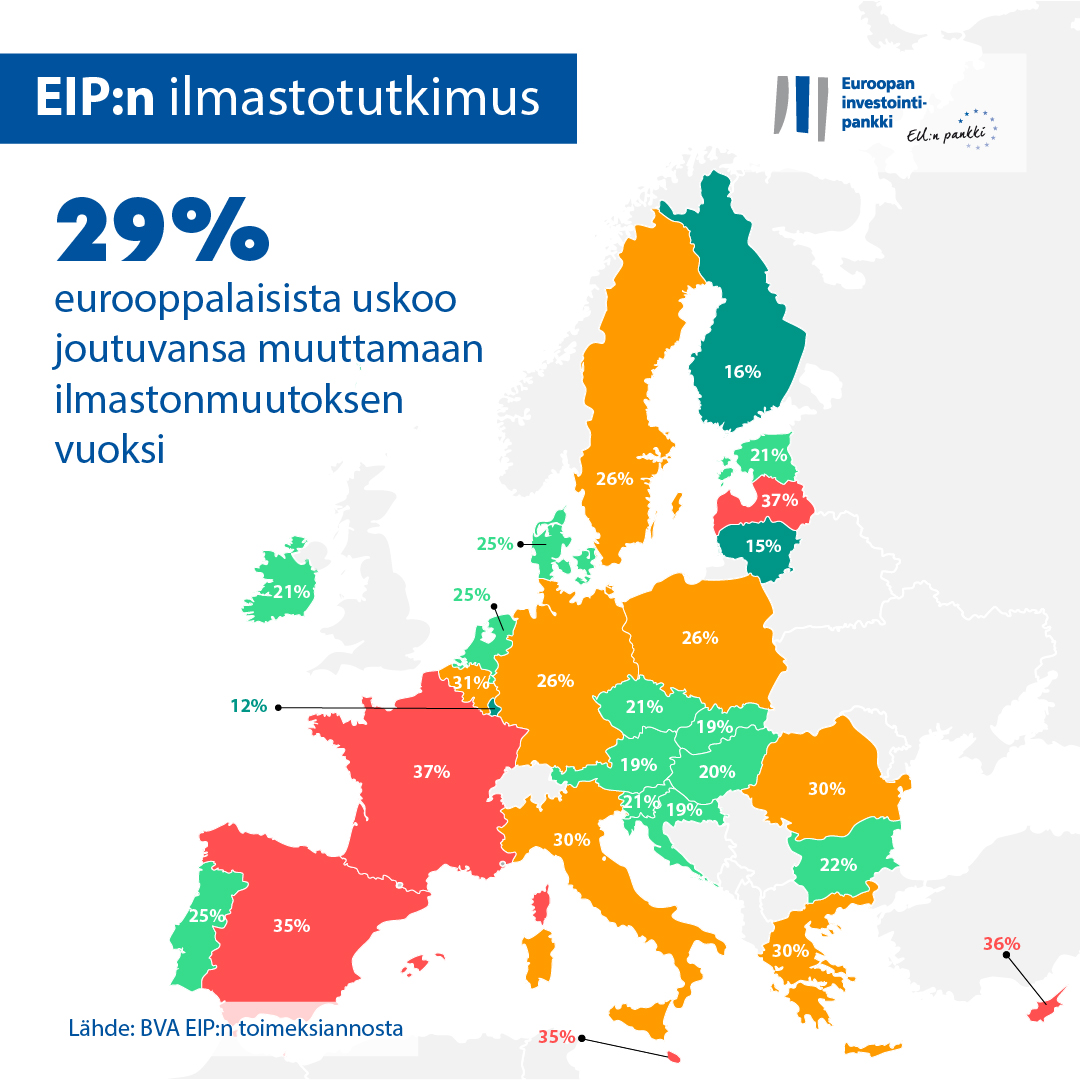 EIP:n ilmastotutkimus
Euroopan
investointi-
pankki
EU:n pankki
29%
eurooppalaisista uskoo
joutuvansa muuttamaan
ilmastonmuutoksen
vuoksi
16%
21%
26%
37%
25%
15%
21%
25%
26%
31%
26%
12%
21%
19%
37%
19%
20%
21%
19%
30%
30%
22%
25%
35%
30%
36%
Lähde: BVA EIP:n toimeksiannosta
35%